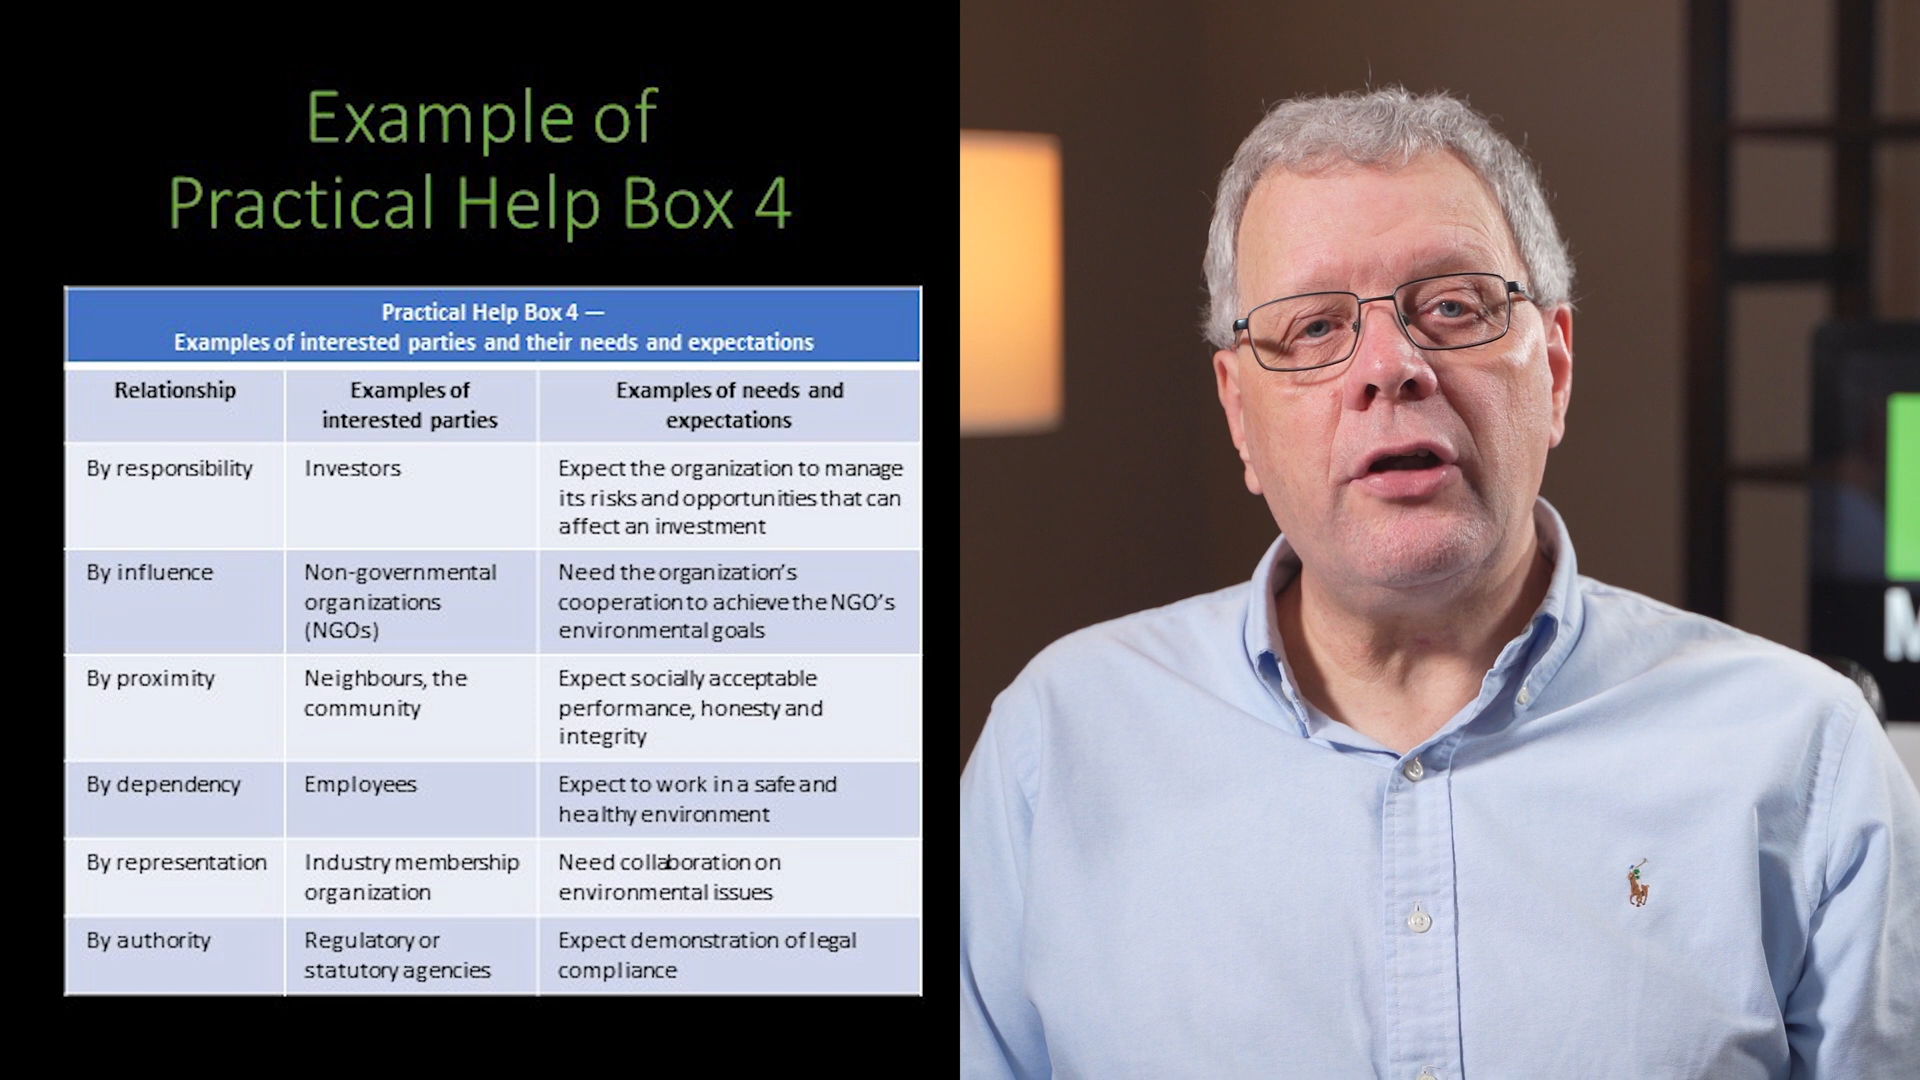 Example of
Practical Help Box 4
Practical Help Box 4 —
Examples of interested parties and their needs and expectations
Relationship
Examples of
interested parties
Examples of needs and
expectations
By responsibility
Investors
Expect the organization to manage
its risks and opportunities that can
affect an investment
By influence
Non-governmental
organizations
(NGOs)
Need the organization's
cooperation to achieve the NGO's
environmental goals
By proximity
Neighbours, the
community
Expect socially acceptable
performance, honesty and
integrity
By dependency
Employees
Expect to work in a safe and
healthy environment
By representation
Industry membership
organization
Need collaboration on
environmental issues
By authority
Regulatory or
statutory agencies
Expect demonstration of legal
compliance
M